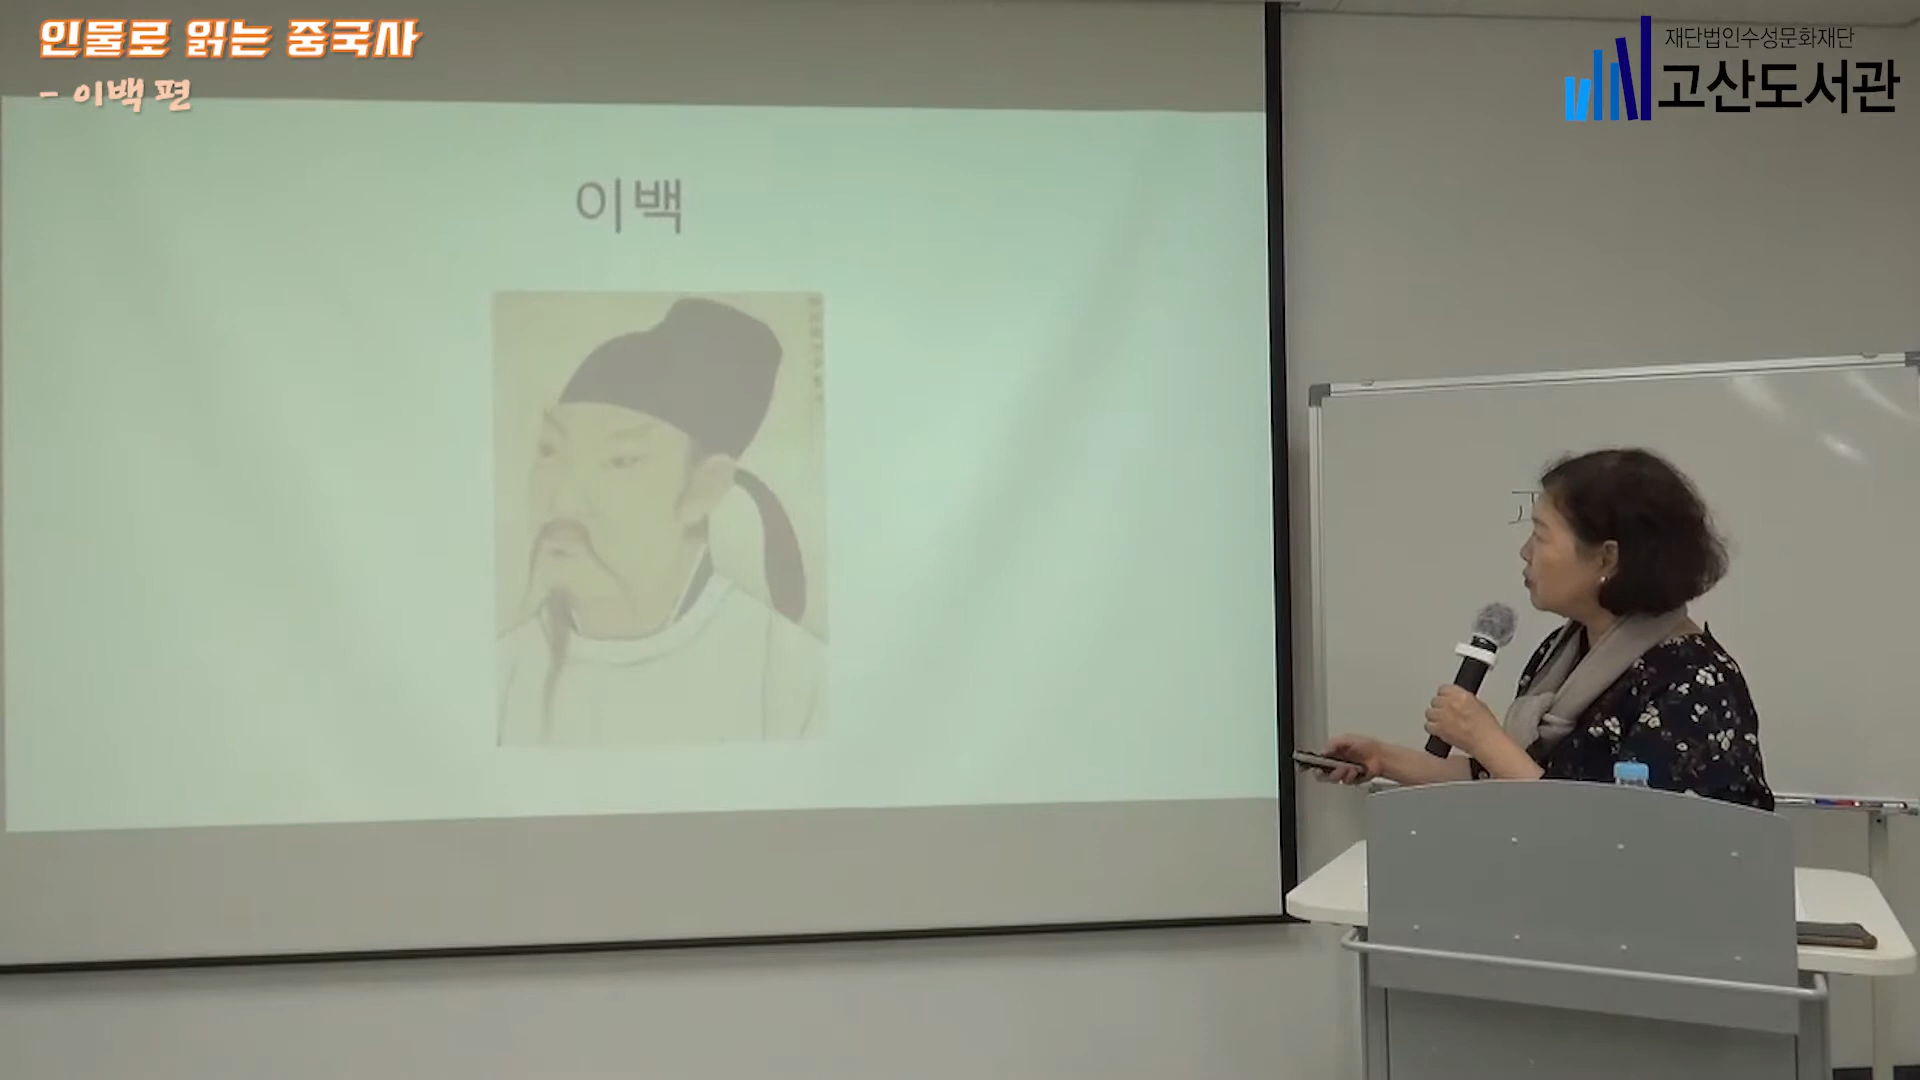 인물로 읽는 중국사
- 이백 편
재단법인수성문화재단
고산도서관
이백